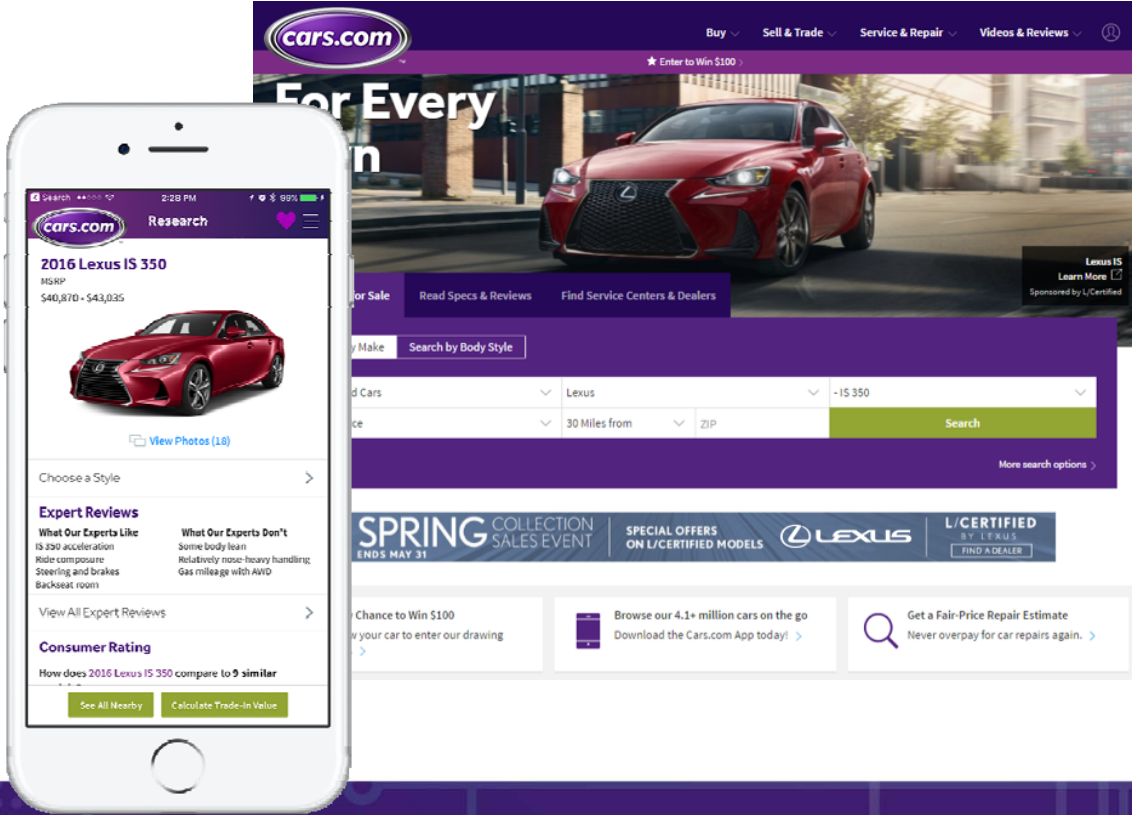 cars.com
Buy
Sell & Trade
Service & Repair
Videos & Reviews
Enter to Win $100
For Every
n
Lexus IS
Learn More
Sponsored by L/Certified
for Sale
Read Specs & Reviews
Find Service Centers & Dealers
y Make
Search by Body Style
d Cars
Lexus
- IS 350
ce
30 Miles from
ZIP
Search
More search options
SPRING COLLECTION SALES EVENT
ENDS MAY 31
SPECIAL OFFERS
ON L/CERTIFIED MODELS
LEXUS
L/CERTIFIED
BY LEXUS
FIND A DEALER
Chance to Win $100
w your car to enter our drawing
Browse our 4.1+ million cars on the go
Download the Cars.com App today!
Get a Fair-Price Repair Estimate
Never overpay for car repairs again.
Search
2:28 PM
99%
cars.com
Research
2016 Lexus IS 350
MSRP
$40,870 - $43,035
View Photos (18)
Choose a Style
Expert Reviews
What Our Experts Like
IS 350 acceleration
Ride composure
Steering and brakes
Backseat room
What Our Experts Don't
Some body lean
Relatively nose-heavy handling
Gas mileage with AWD
View All Expert Reviews
Consumer Rating
How does 2016 Lexus IS 350 compare to 9 similar
See All Nearby
Calculate Trade-In Value